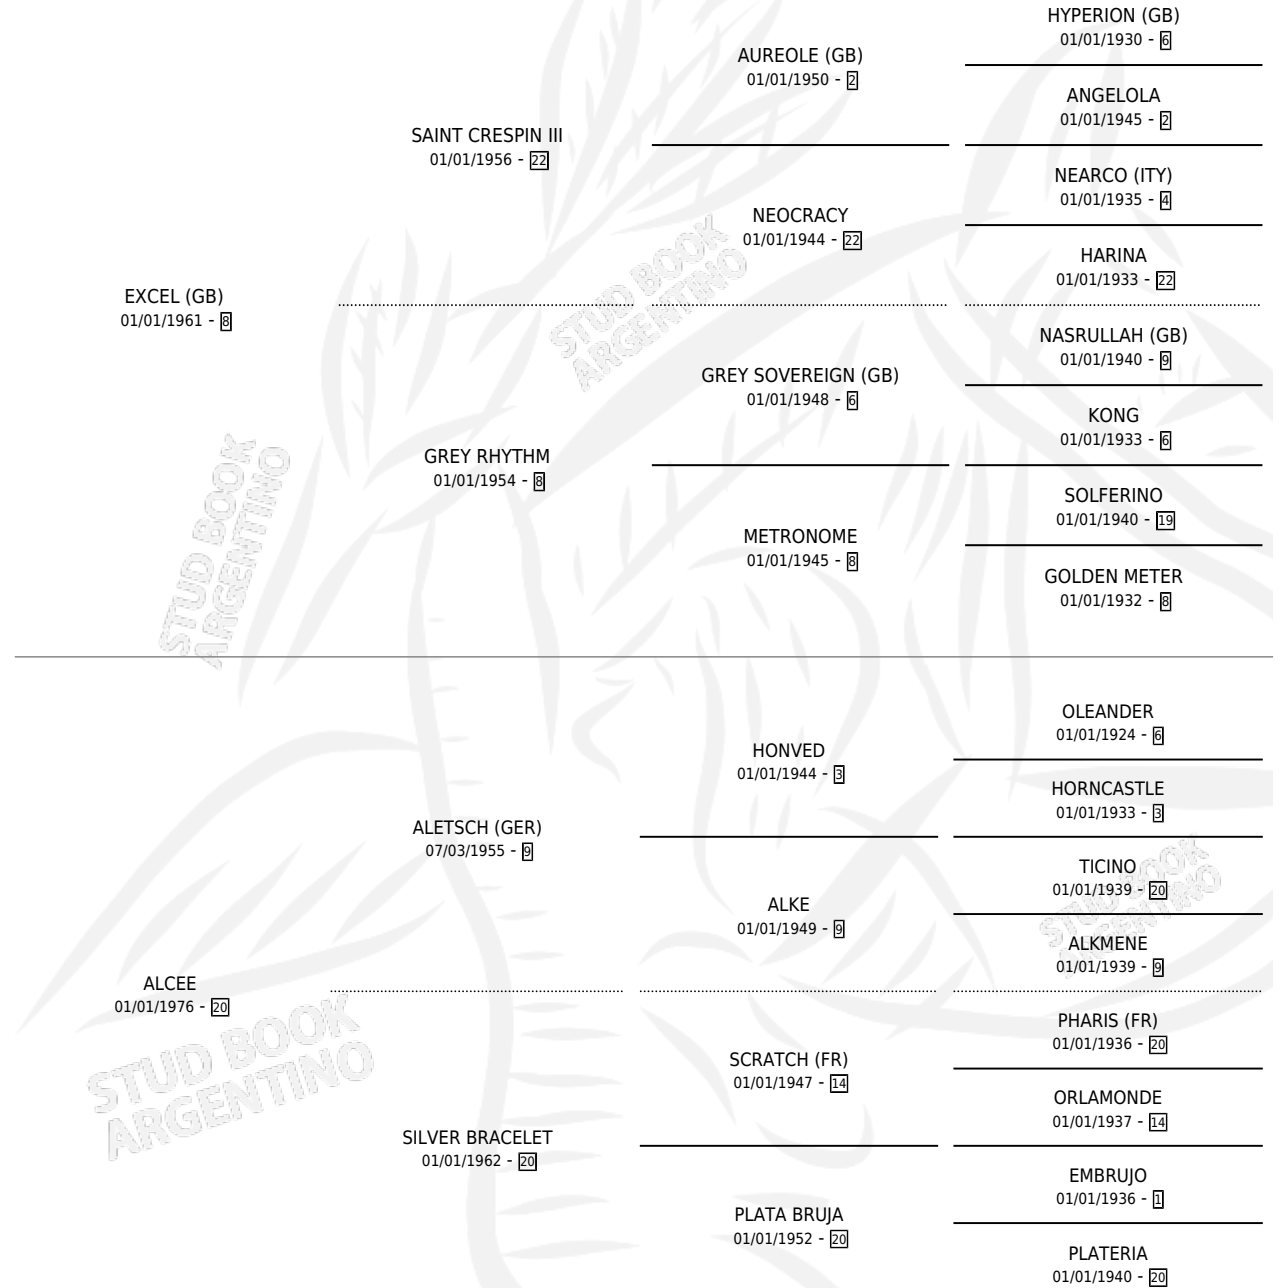 HYPERION (GB)
01/01/1930 - 6
AUREOLE (GB)
01/01/1950 - 2
ANGELOLA
01/01/1945 - 2
SAINT CRESPIN III
01/01/1956 - 22
NEARCO (ITY)
01/01/1935 - 4
NEOCRACY
01/01/1944 - 22
HARINA
01/01/1933 - 22
EXCEL (GB)
01/01/1961 - 8
NASRULLAH (GB)
01/01/1940 - 9
GREY SOVEREIGN (GB)
01/01/1948 - 6
KONG
01/01/1933 - 6
GREY RHYTHM
01/01/1954 - 8
SOLFERINO
01/01/1940 - 19
METRONOME
01/01/1945 - 8
GOLDEN METER
01/01/1932 - 8
OLEANDER
01/01/1924 - 6
HONVED
01/01/1944 - 3
HORNCASTLE
01/01/1933 - 3
ALETSCH (GER)
07/03/1955 - 9
TICINO
01/01/1939 - 20
ALKE
01/01/1949 - 9
ALKMENE
01/01/1939 - 9
ALCEE
01/01/1976 - 20
PHARIS (FR)
01/01/1936 - 20
SCRATCH (FR)
01/01/1947 - 14
ORLAMONDE
01/01/1937 - 14
SILVER BRACELET
01/01/1962 - 20
EMBRUJO
01/01/1936 - 1
PLATA BRUJA
01/01/1952 - 20
PLATERIA
01/01/1940 - 20
STUD BOOK
ARGENTINO
STUD BOOK
ARGENTINO
STUD BOOK
ARGENTINO
STUD BOOK
ARGENTINO